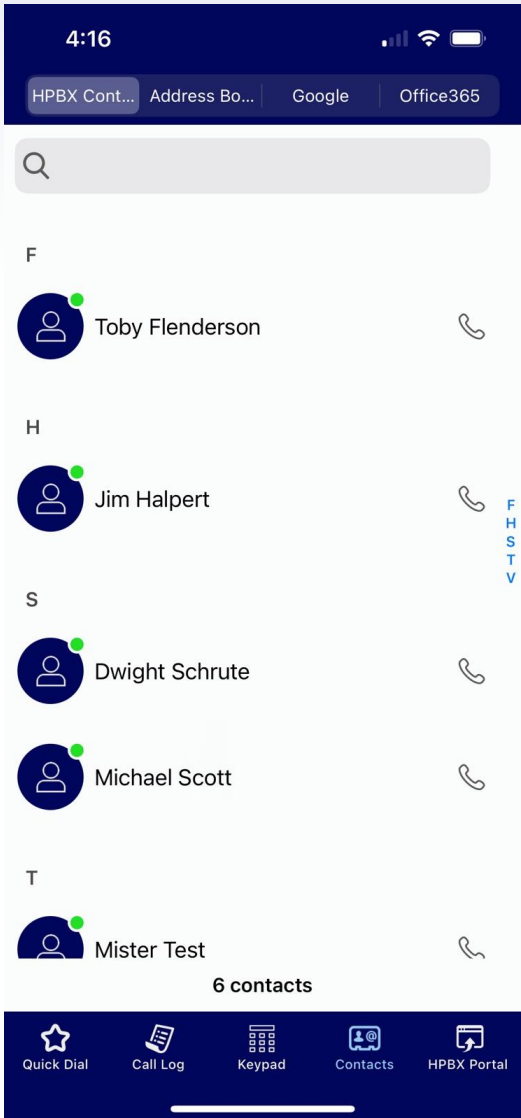 4:16
HPBX Cont... Address Bo... Google Office365
F
Toby Flenderson
H
Jim Halpert
F
H
S
T
V
S
Dwight Schrute
Michael Scott
T
Mister Test
6 contacts
Quick Dial Call Log Keypad Contacts HPBX Portal